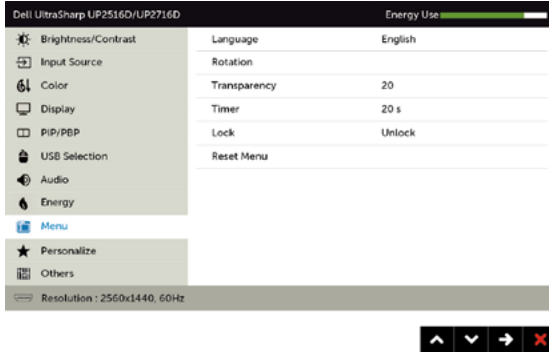 Dell UltraSharp UP2516D/UP2716D Energy Use
Brightness/Contrast Language English
Input Source Rotation
Color Transparency 20
Display Timer 20 s
PIP/PBP Lock Unlock
USB Selection Reset Menu
Audio
Energy
Menu
Personalize
Others
Resolution : 2560x1440, 60Hz